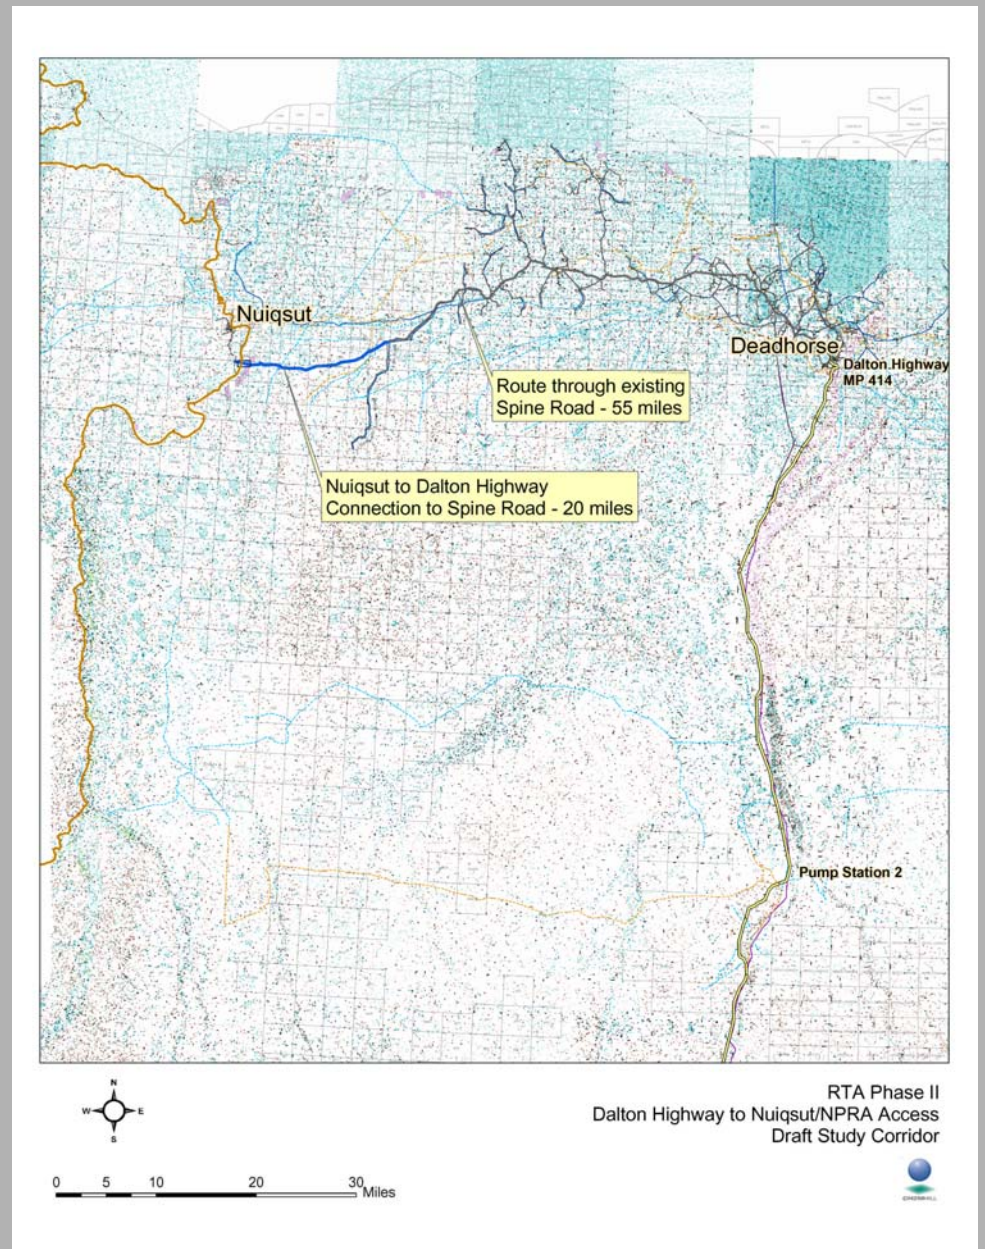 Nuiqsut
Deadhorse
Dalton Highway
MP 414
Route through existing
Spine Road - 55 miles
Nuiqsut to Dalton Highway
Connection to Spine Road - 20 miles
Pump Station 2
N
W
E
S
RTA Phase II
Dalton Highway to Nuiqsut/NPRA Access
Draft Study Corridor
0 5 10 20 30
Miles
CH2MHILL